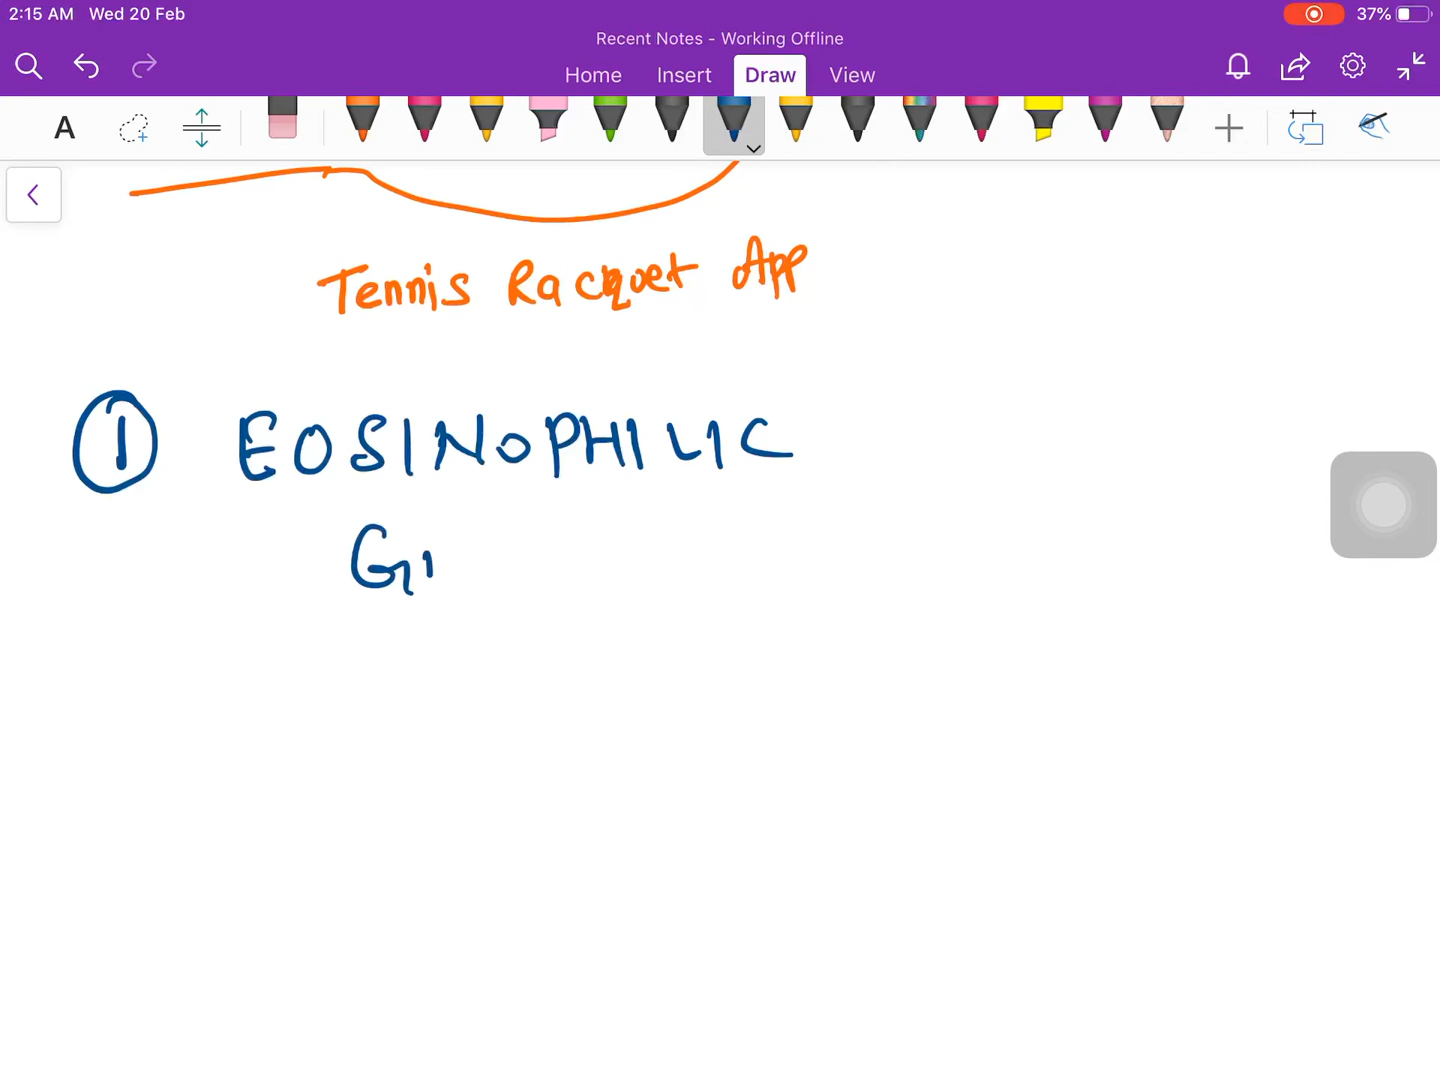 2:15 AM Wed 20 Feb 37%
Recent Notes - Working Offline
Home Insert Draw View
A
Tennis Racquet App
1 EOSINOPHILIC
G